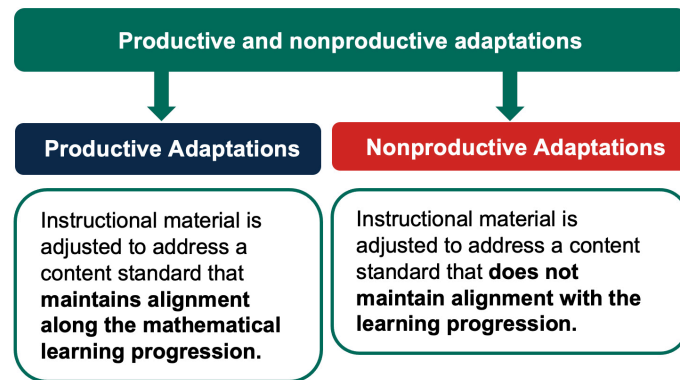 Productive and nonproductive adaptations
Productive Adaptations
Nonproductive Adaptations
Instructional material is
adjusted to address a
content standard that
maintains alignment
along the mathematical
learning progression.
Instructional material is
adjusted to address a content
standard that does not
maintain alignment with the
learning progression.